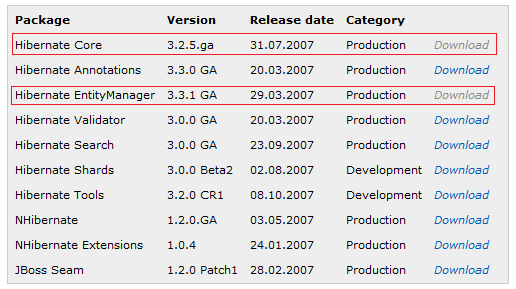 Package Version Release date Category
Hibernate Core 3.2.5.ga 31.07.2007 Production Download
Hibernate Annotations 3.3.0 GA 20.03.2007 Production Download
Hibernate EntityManager 3.3.1 GA 29.03.2007 Production Download
Hibernate Validator 3.0.0 GA 20.03.2007 Production Download
Hibernate Search 3.0.0 GA 23.09.2007 Production Download
Hibernate Shards 3.0.0 Beta2 02.08.2007 Development Download
Hibernate Tools 3.2.0 CR1 08.10.2007 Development Download
NHibernate 1.2.0.GA 03.05.2007 Production Download
NHibernate Extensions 1.0.4 24.01.2007 Production Download
JBoss Seam 1.2.0 Patch1 28.02.2007 Production Download